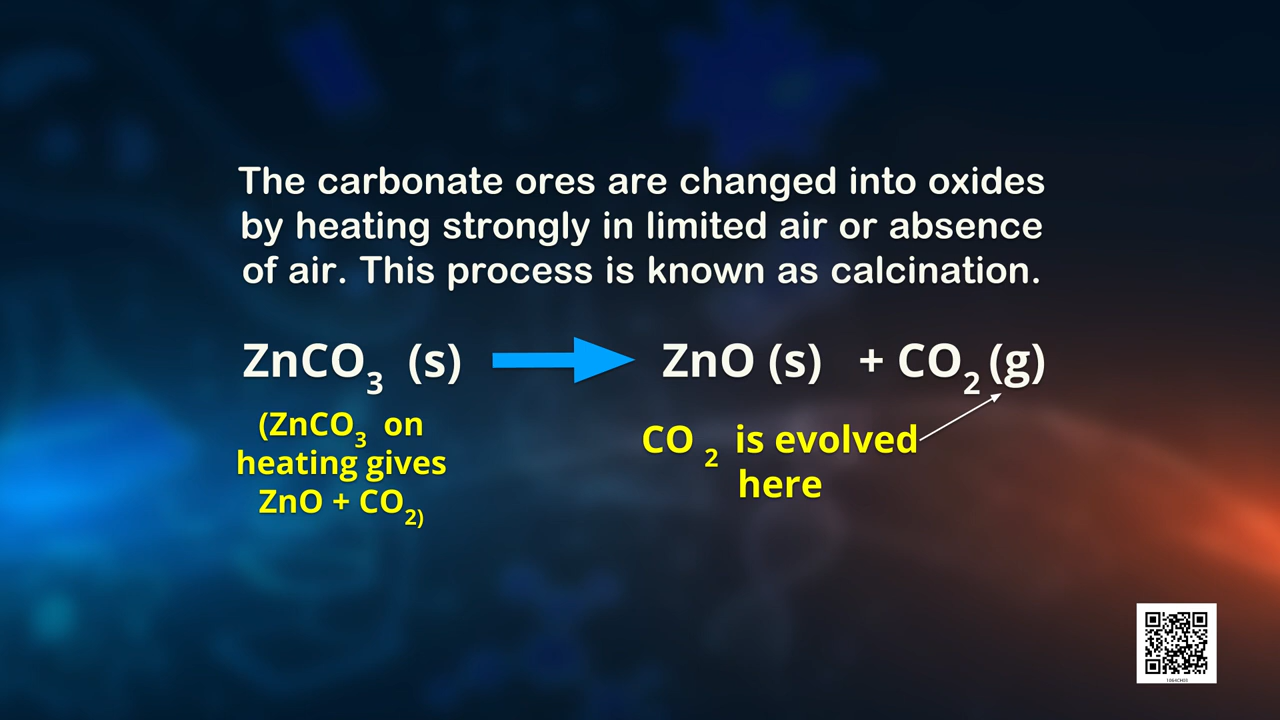 The carbonate ores are changed into oxides
by heating strongly in limited air or absence
of air. This process is known as calcination.
ZnCO₃ (s) ZnO (s) + CO₂ (g)
(ZnCO₃ on
heating gives
ZnO + CO₂)
CO ₂ is evolved
here